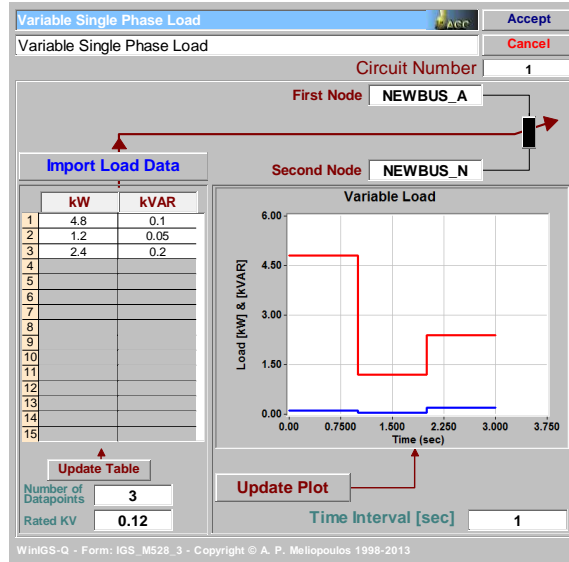 Variable Single Phase Load
AGC
Accept
Variable Single Phase Load
Cancel
Circuit Number 1
First Node NEWBUS_A
Import Load Data
Second Node NEWBUS_N
kW kVAR
1 4.8 0.1
2 1.2 0.05
3 2.4 0.2
4
5
6
7
8
9
10
11
12
13
14
15
Variable Load
6.00
4.50
3.00
1.50
0.00
Load [kW] & [kVAR]
0.00 0.7500 1.500 2.250 3.000 3.750
Time (sec)
Update Table
Number of Datapoints 3
Rated KV 0.12
Update Plot
Time Interval [sec] 1
WinIGS-Q - Form: IGS_M528_3 - Copyright © A. P. Meliopoulos 1998-2013